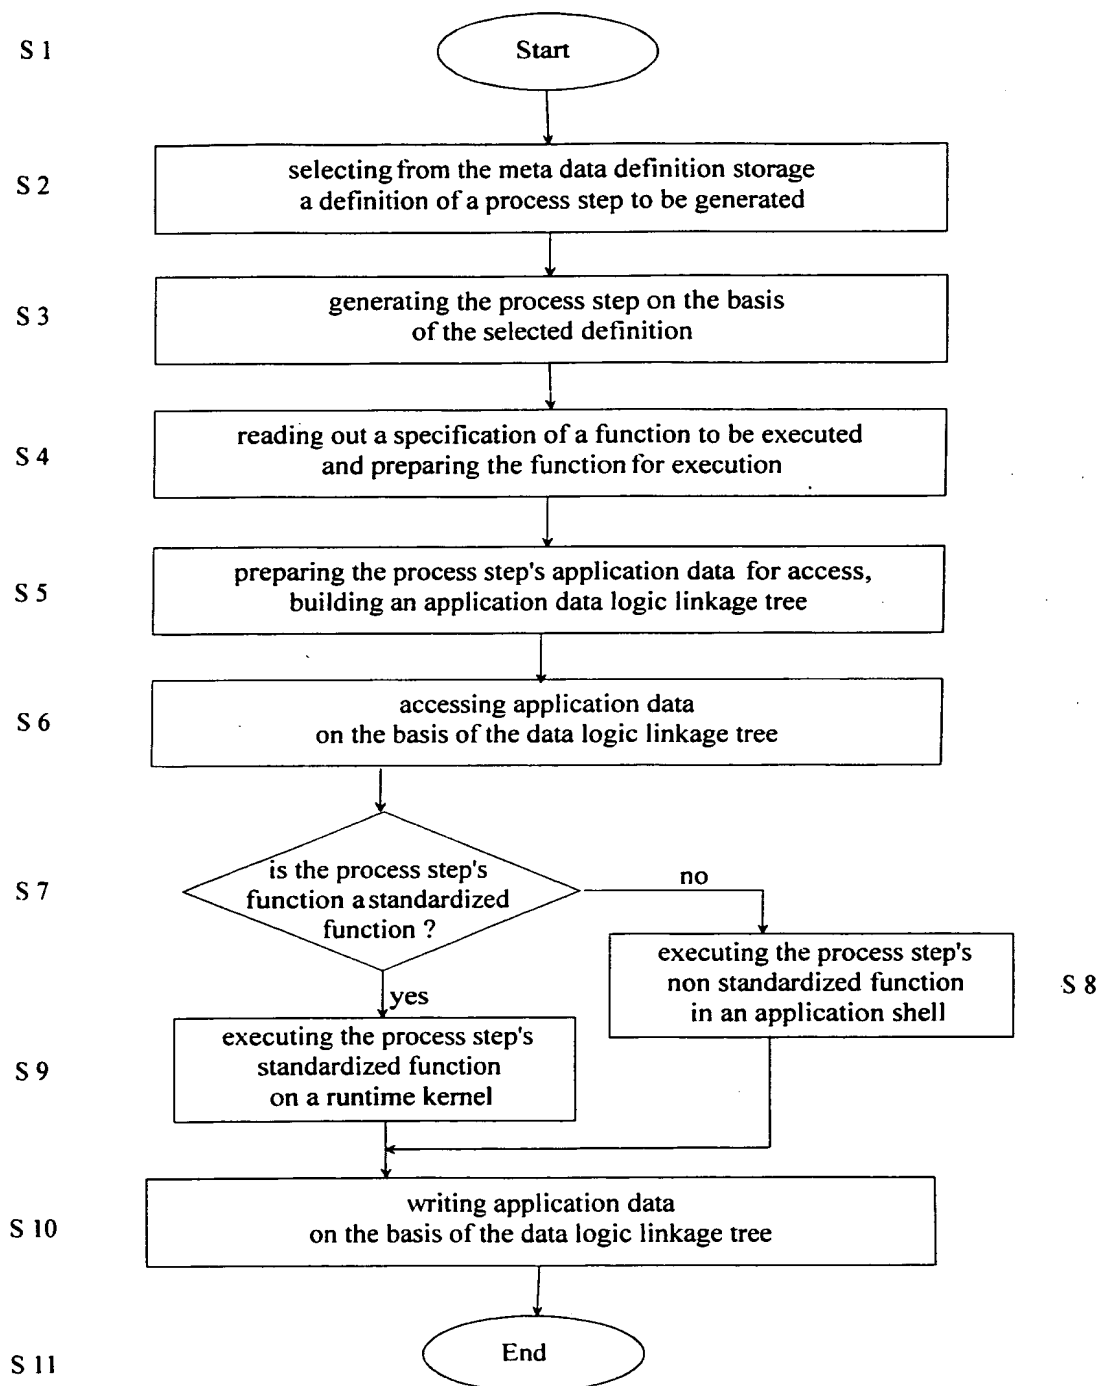 S 1
Start
S 2
selecting from the meta data definition storage
a definition of a process step to be generated
S 3
generating the process step on the basis
of the selected definition
S 4
reading out a specification of a function to be executed
and preparing the function for execution
S 5
preparing the process step's application data for access,
building an application data logic linkage tree
S 6
accessing application data
on the basis of the data logic linkage tree
S 7
is the process step's
function a standardized
function ?
no
yes
executing the process step's
non standardized function
in an application shell
S 8
S 9
executing the process step's
standardized function
on a runtime kernel
S 10
writing application data
on the basis of the data logic linkage tree
S 11
End